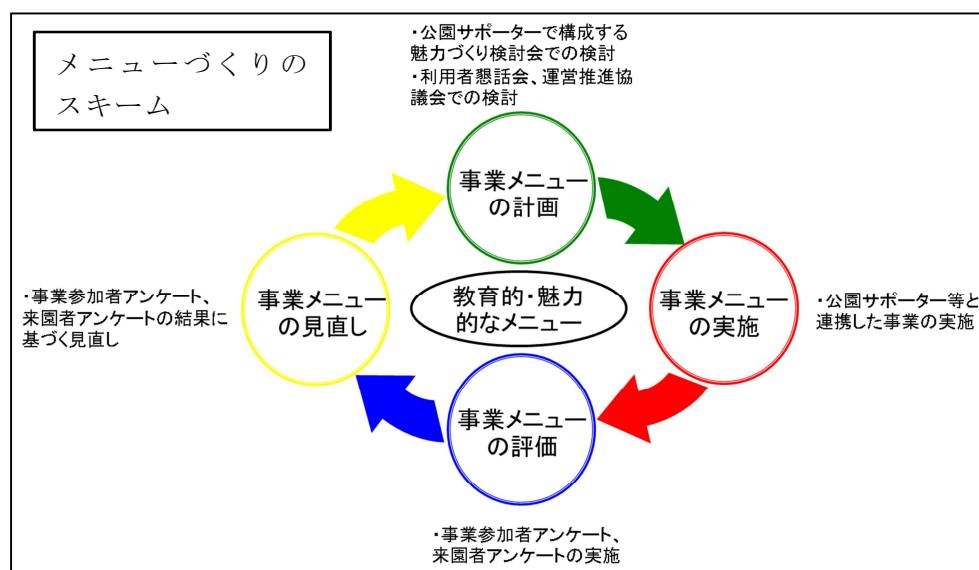 メニューづくりの
スキーム
・公園サポーターで構成する
魅力づくり検討会での検討
・利用者懇話会、運営推進協
議会での検討
事業メニュー
の計画
事業メニュー
の実施
・公園サポーター等と
連携した事業の実施
事業メニュー
の評価
・事業参加者アンケート、
来園者アンケートの実施
事業メニュー
の見直し
・事業参加者アンケート、
来園者アンケートの結果に
基づく見直し
教育的・魅力
的なメニュー